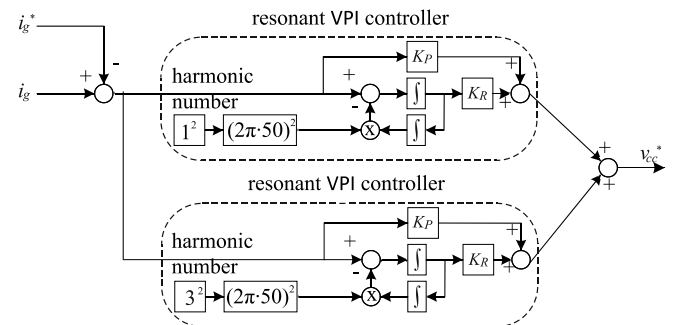 resonant VPI controller
i_g*
-
K_P
+
+
harmonic
number
+
i_g
-
∫
K_R
+
1² (2π·50)² x ∫
+
v_cc*
+
resonant VPI controller
K_P
+
harmonic
number
+
-
∫
K_R
+
3² (2π·50)² x ∫